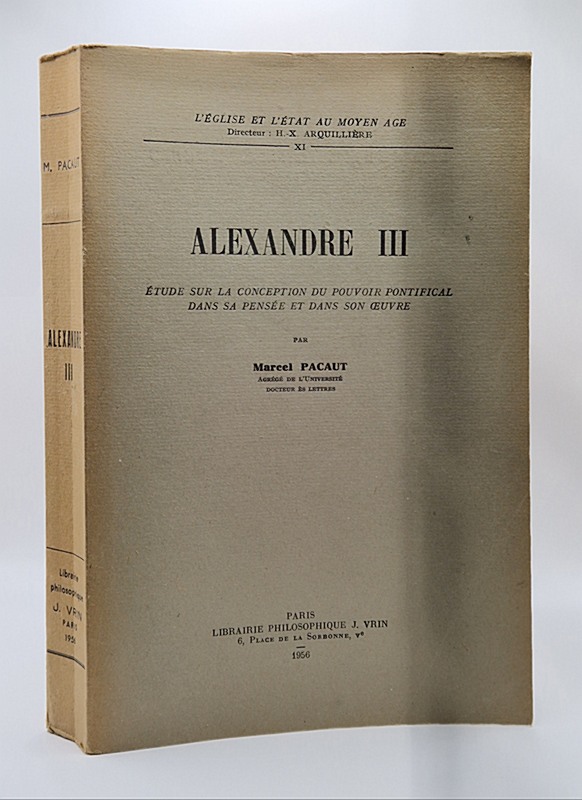 L'ÉGLISE ET L'ÉTAT AU MOYEN AGE
Directeur : H.-X. ARQUILLIÈRE
XI
ALEXANDRE III
ÉTUDE SUR LA CONCEPTION DU POUVOIR PONTIFICAL
DANS SA PENSÉE ET DANS SON ŒUVRE
PAR
Marcel PACAUT
AGRÉGÉ DE L'UNIVERSITÉ
DOCTEUR ÈS LETTRES
PARIS
LIBRAIRIE PHILOSOPHIQUE J. VRIN
6, PLACE DE LA SORBONNE, Vᵉ
1956
M. PACAUT
ALEXANDRE
III
Librairie
philosophique
J. VRIN
PARIS
1956